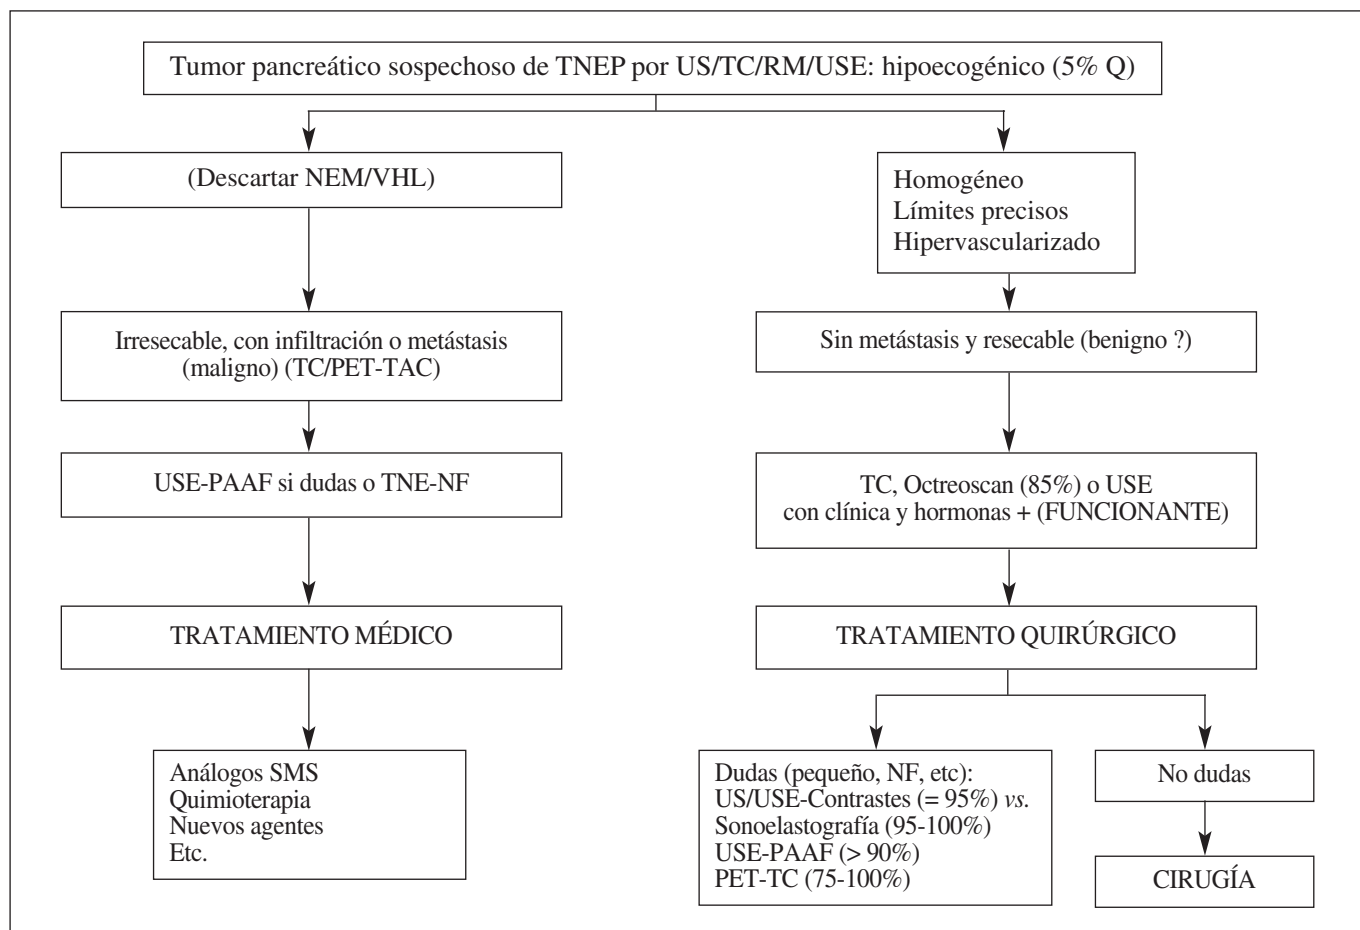 Tumor pancreático sospechoso de TNEP por US/TC/RM/USE: hipoecogénico (5% Q)
(Descartar NEM/VHL)
Homogéneo
Límites precisos
Hipervascularizado
Irresecable, con infiltración o metástasis
(maligno) (TC/PET-TAC)
Sin metástasis y resecable (benigno ?)
USE-PAAF si dudas o TNE-NF
TC, Octreoscan (85%) o USE
con clínica y hormonas + (FUNCIONANTE)
TRATAMIENTO MÉDICO
TRATAMIENTO QUIRÚRGICO
Análogos SMS
Quimioterapia
Nuevos agentes
Etc.
Dudas (pequeño, NF, etc):
US/USE-Contrastes (= 95%) vs.
Sonoelastografía (95-100%)
USE-PAAF (> 90%)
PET-TC (75-100%)
No dudas
CIRUGÍA